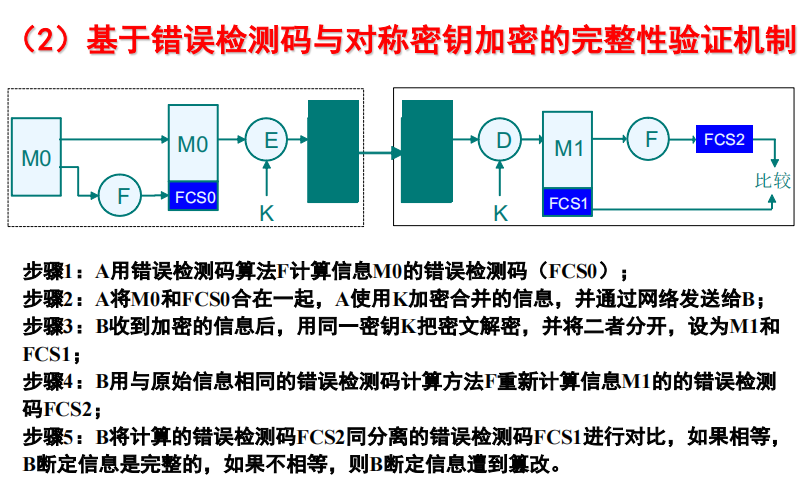 （2）基于错误检测码与对称密钥加密的完整性验证机制
M0
F
M0
FCS0
E
K
D
K
M1
FCS1
F
FCS2
比较
步骤1：A用错误检测码算法F计算信息M0的错误检测码（FCS0）；
步骤2：A将M0和FCS0合在一起，A使用K加密合并的信息，并通过网络发送给B；
步骤3：B收到加密的信息后，用同一密钥K把密文解密，并将二者分开，设为M1和
FCS1；
步骤4：B用与原始信息相同的错误检测码计算方法F重新计算信息M1的的错误检测
码FCS2；
步骤5：B将计算的错误检测码FCS2同分离的错误检测码FCS1进行对比，如果相等，
B断定信息是完整的，如果不相等，则B断定信息遭到篡改。